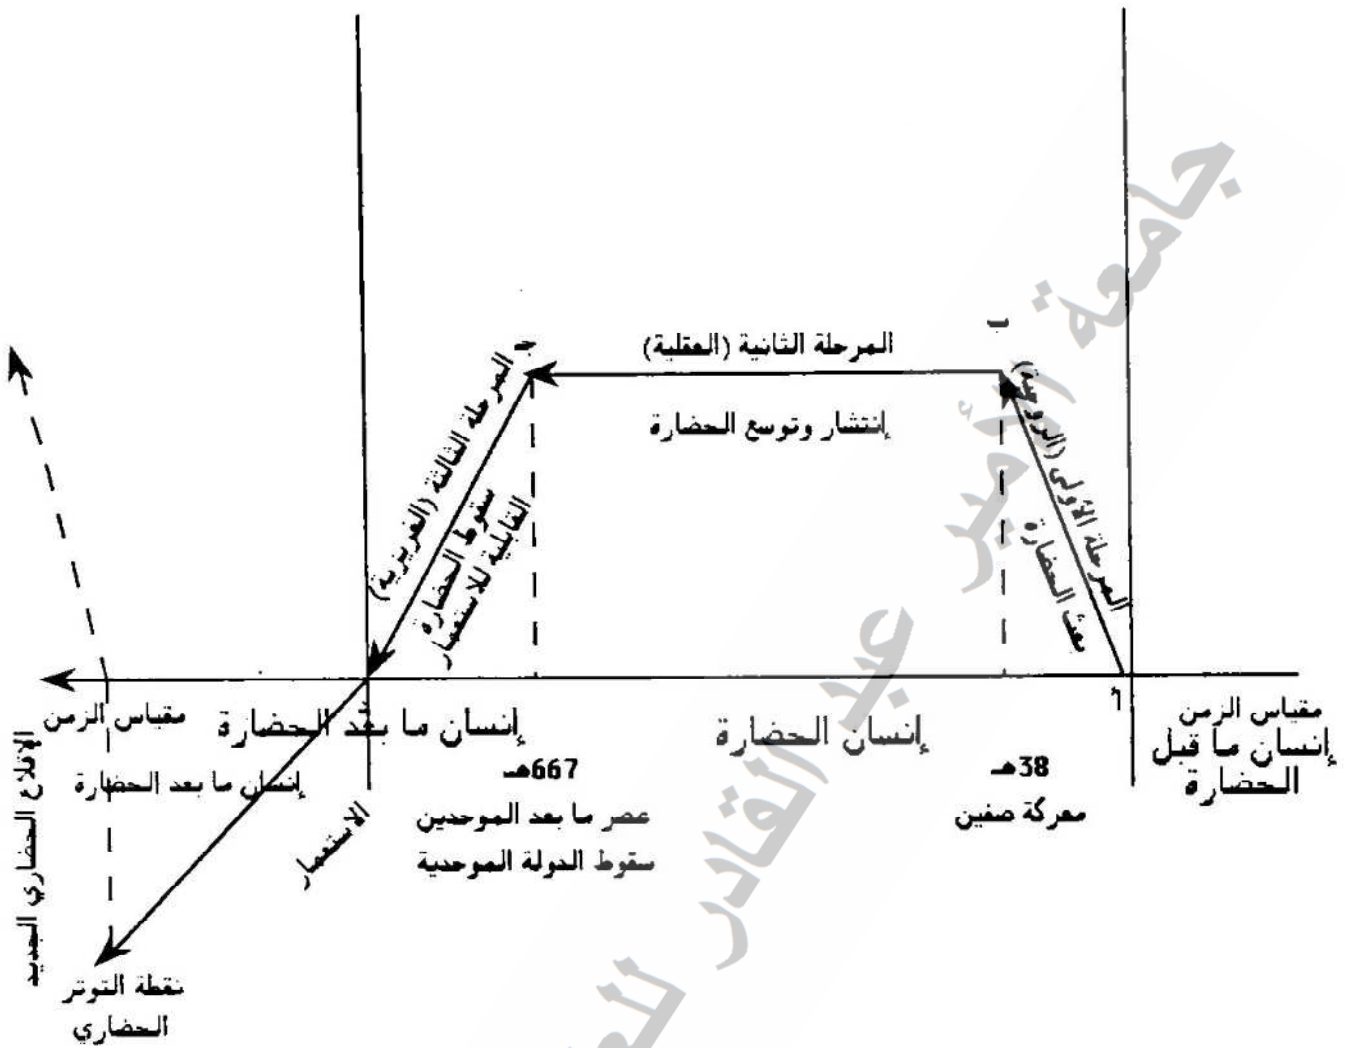 ب
المرحلة الثانية (العقلية)
جـ
إنتشار وتوسع الحضارة
المرحلة الأولى (الروحية)
بعث الحضارة
المرحلة الثالثة (الغريزية)
سقوط الحضارة
القابلية للاستعمار
أ
مقياس الزمن
إنسان ما قبل
الحضارة
إنسان الحضارة
إنسان ما بعد الحضارة
مقياس الزمن
38هـ
معركة صفين
667هـ
عصر ما بعد الموحدين
سقوط الدولة الموحدية
الاستعمار
إنسان ما بعد الحضارة
الإقلاع الحضاري الجديد
نقطة التوتر
الحضاري
جامعة الأمير عبد القادر للعلو